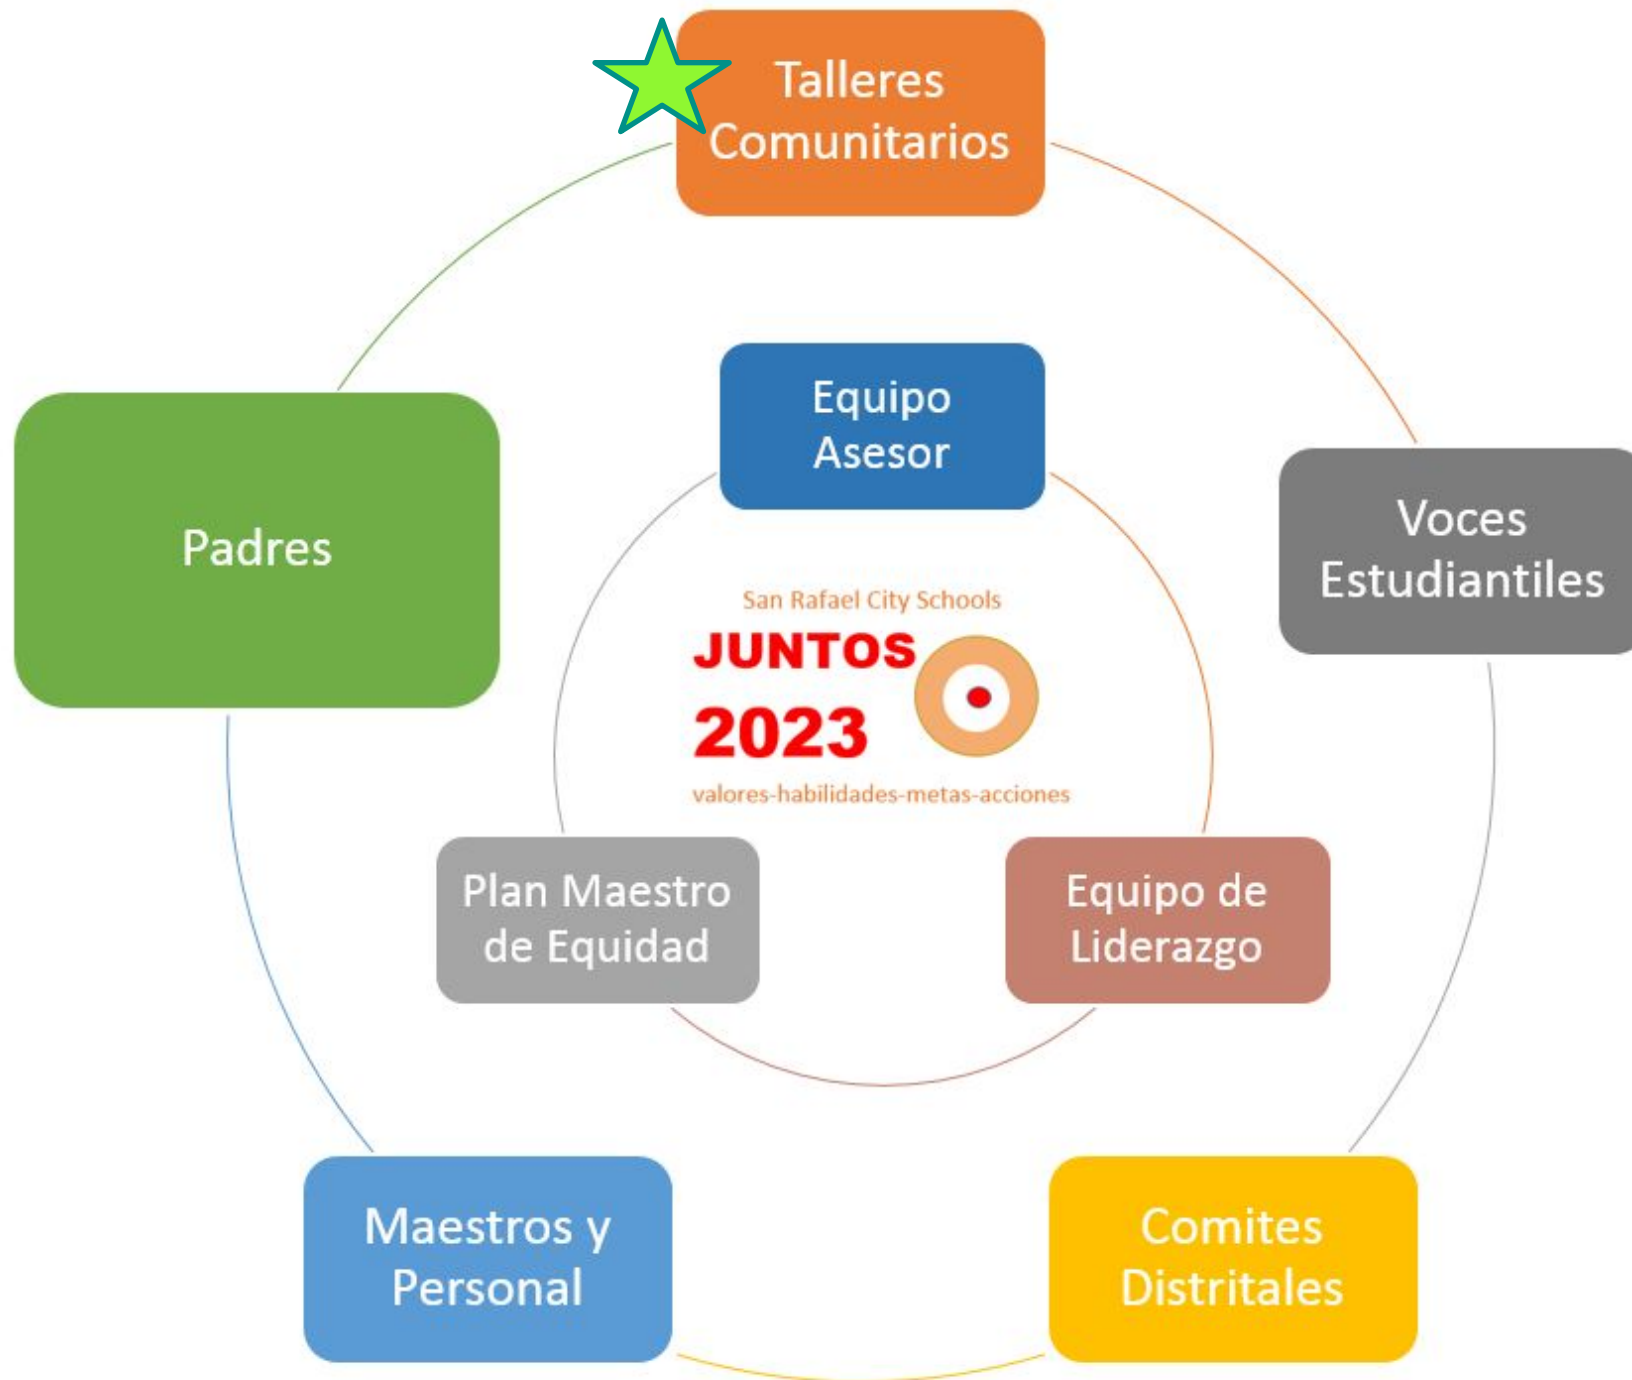 Talleres
Comunitarios
Equipo
Asesor
Padres
Voces
Estudiantiles
San Rafael City Schools
JUNTOS
2023
valores-habilidades-metas-acciones
Plan Maestro
de Equidad
Equipo de
Liderazgo
Maestros y
Personal
Comites
Distritales